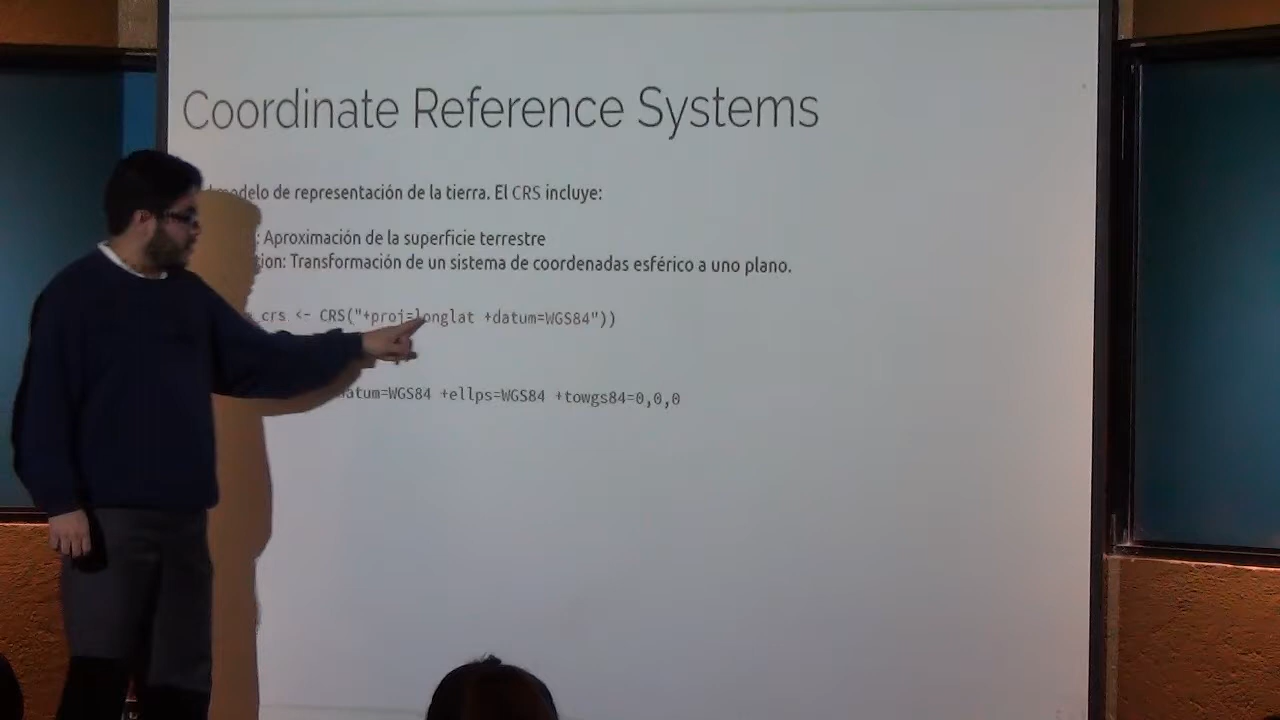 Coordinate Reference Systems
modelo de representación de la tierra. El CRS incluye:
: Aproximación de la superficie terrestre
: Transformación de un sistema de coordenadas esférico a uno plano.
crs <- CRS("+proj=longlat +datum=WGS84"))
datum=WGS84 +ellps=WGS84 +towgs84=0,0,0